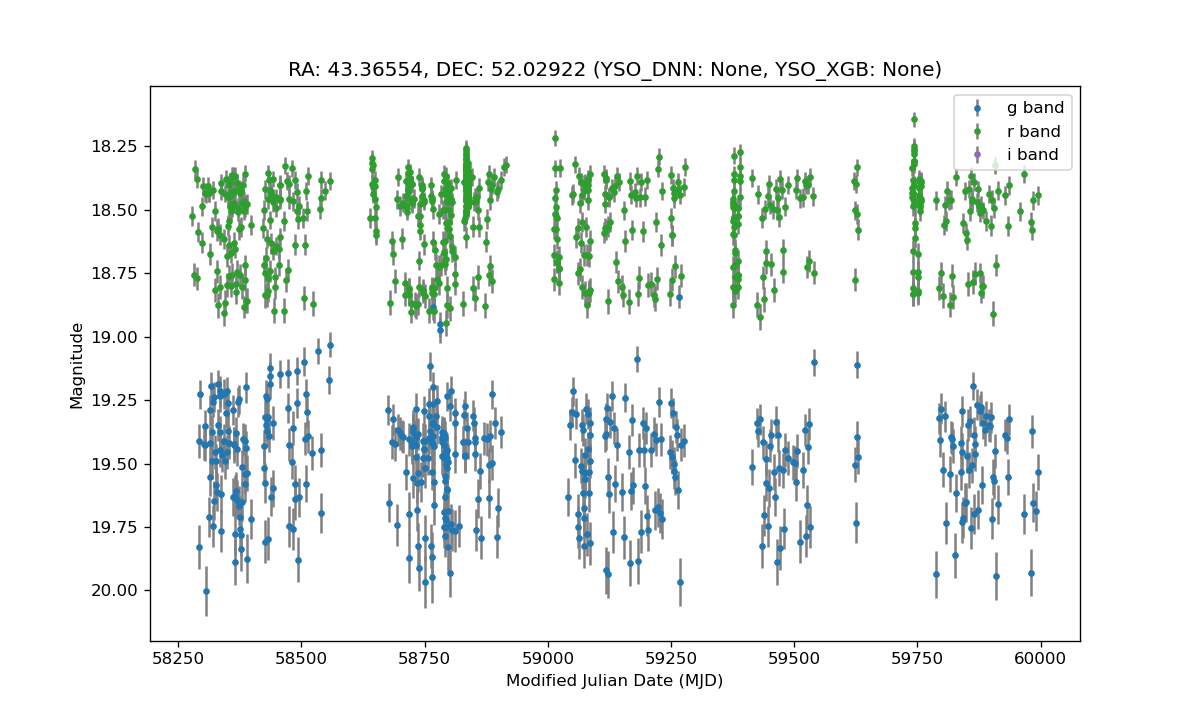 RA: 43.36554, DEC: 52.02922 (YSO_DNN: None, YSO_XGB: None)
g band
r band
i band
Magnitude
18.25
18.50
18.75
19.00
19.25
19.50
19.75
20.00
58250 58500 58750 59000 59250 59500 59750 60000
Modified Julian Date (MJD)